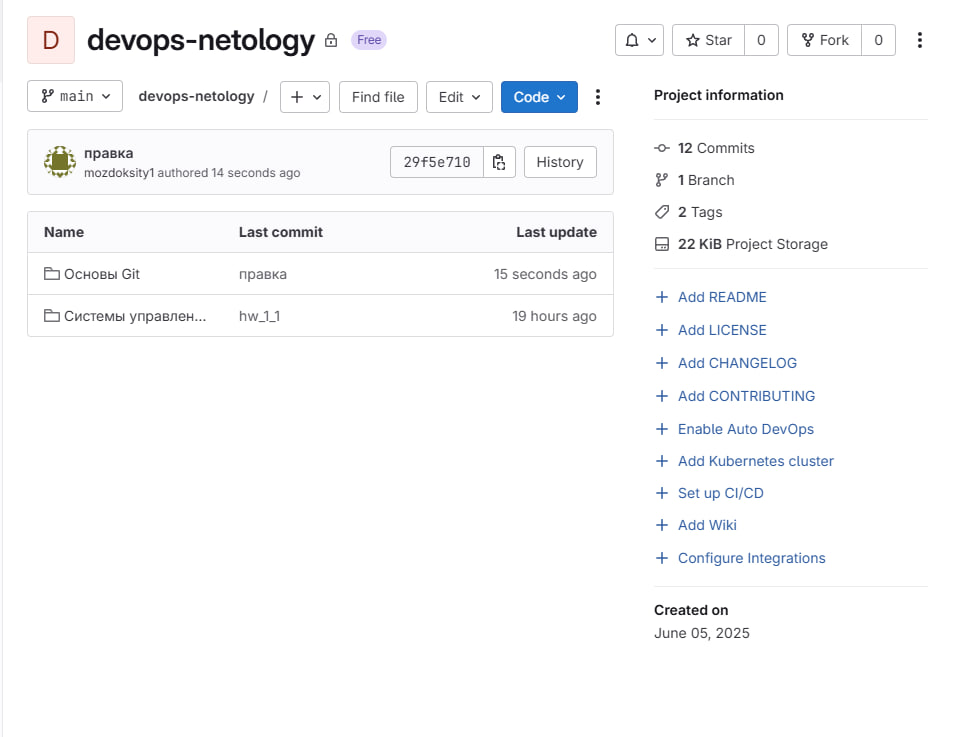 D devops-netology Free
Star 0 Fork 0
main devops-netology / + Find file Edit Code
правка
mozdoksity1 authored 14 seconds ago
29f5e710 History
Name Last commit Last update
Основы Git правка 15 seconds ago
Системы управлен... hw_1_1 19 hours ago
Project information
12 Commits
1 Branch
2 Tags
22 KiB Project Storage
+ Add README
+ Add LICENSE
+ Add CHANGELOG
+ Add CONTRIBUTING
+ Enable Auto DevOps
+ Add Kubernetes cluster
+ Set up CI/CD
+ Add Wiki
+ Configure Integrations
Created on
June 05, 2025